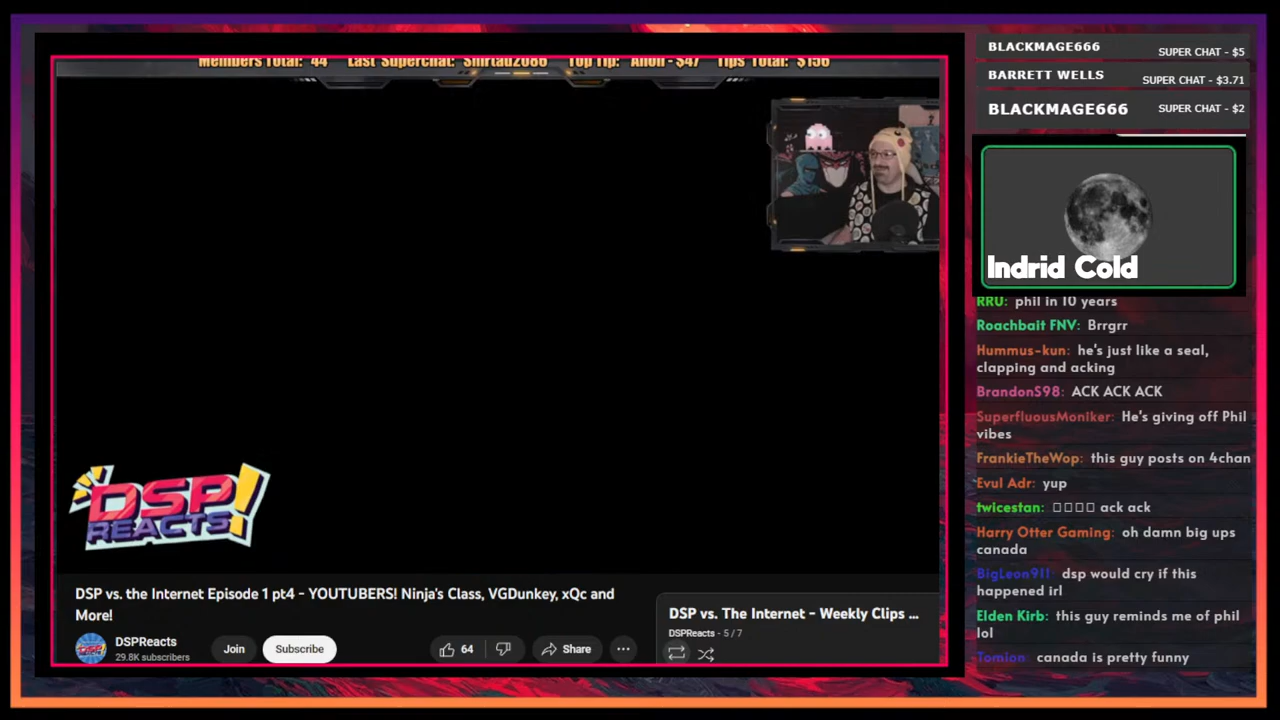 Members Total: 44 Last Superchat: Smirtad2086 Top Tip: Anon - $47 Tips Total: $156
DSP
REACTS!
DSP vs. the Internet Episode 1 pt4 - YOUTUBERS! Ninja's Class, VGDunkey, xQc and
More!
DSPReacts
29.8K subscribers
Join
Subscribe
64
Share
DSP vs. The Internet - Weekly Clips ...
DSPReacts - 5 / 7
BLACKMAGE666 SUPER CHAT - $5
BARRETT WELLS SUPER CHAT - $3.71
BLACKMAGE666 SUPER CHAT - $2
Indrid Cold
RRU: phil in 10 years
Roachbait FNV: Brrgrr
Hummus-kun: he's just like a seal,
clapping and acking
BrandonS98: ACK ACK ACK
SuperfluousMoniker: He's giving off Phil
vibes
FrankieTheWop: this guy posts on 4chan
Evul Adr: yup
twicestan: □□□□ ack ack
Harry Otter Gaming: oh damn big ups
canada
BigLeon911: dsp would cry if this
happened irl
Elden Kirb: this guy reminds me of phil
lol
Tomion: canada is pretty funny